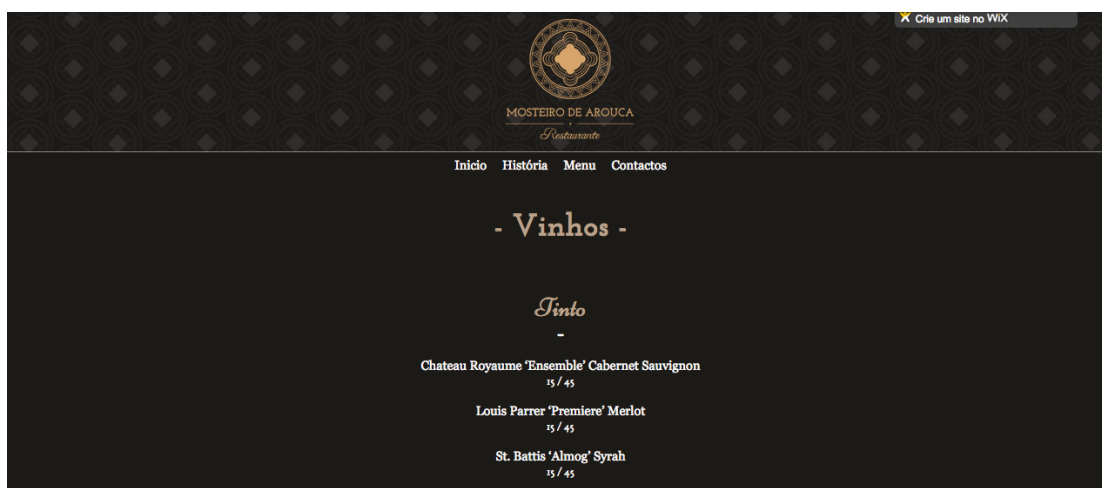 Crie um site no WiX
MOSTEIRO DE AROUCA
Restaurante
Inicio História Menu Contactos
- Vinhos -
Tinto
-
Chateau Royaume ‘Ensemble’ Cabernet Sauvignon
15 / 45
Louis Parrer ‘Premiere’ Merlot
15 / 45
St. Battis ‘Almog’ Syrah
15 / 45